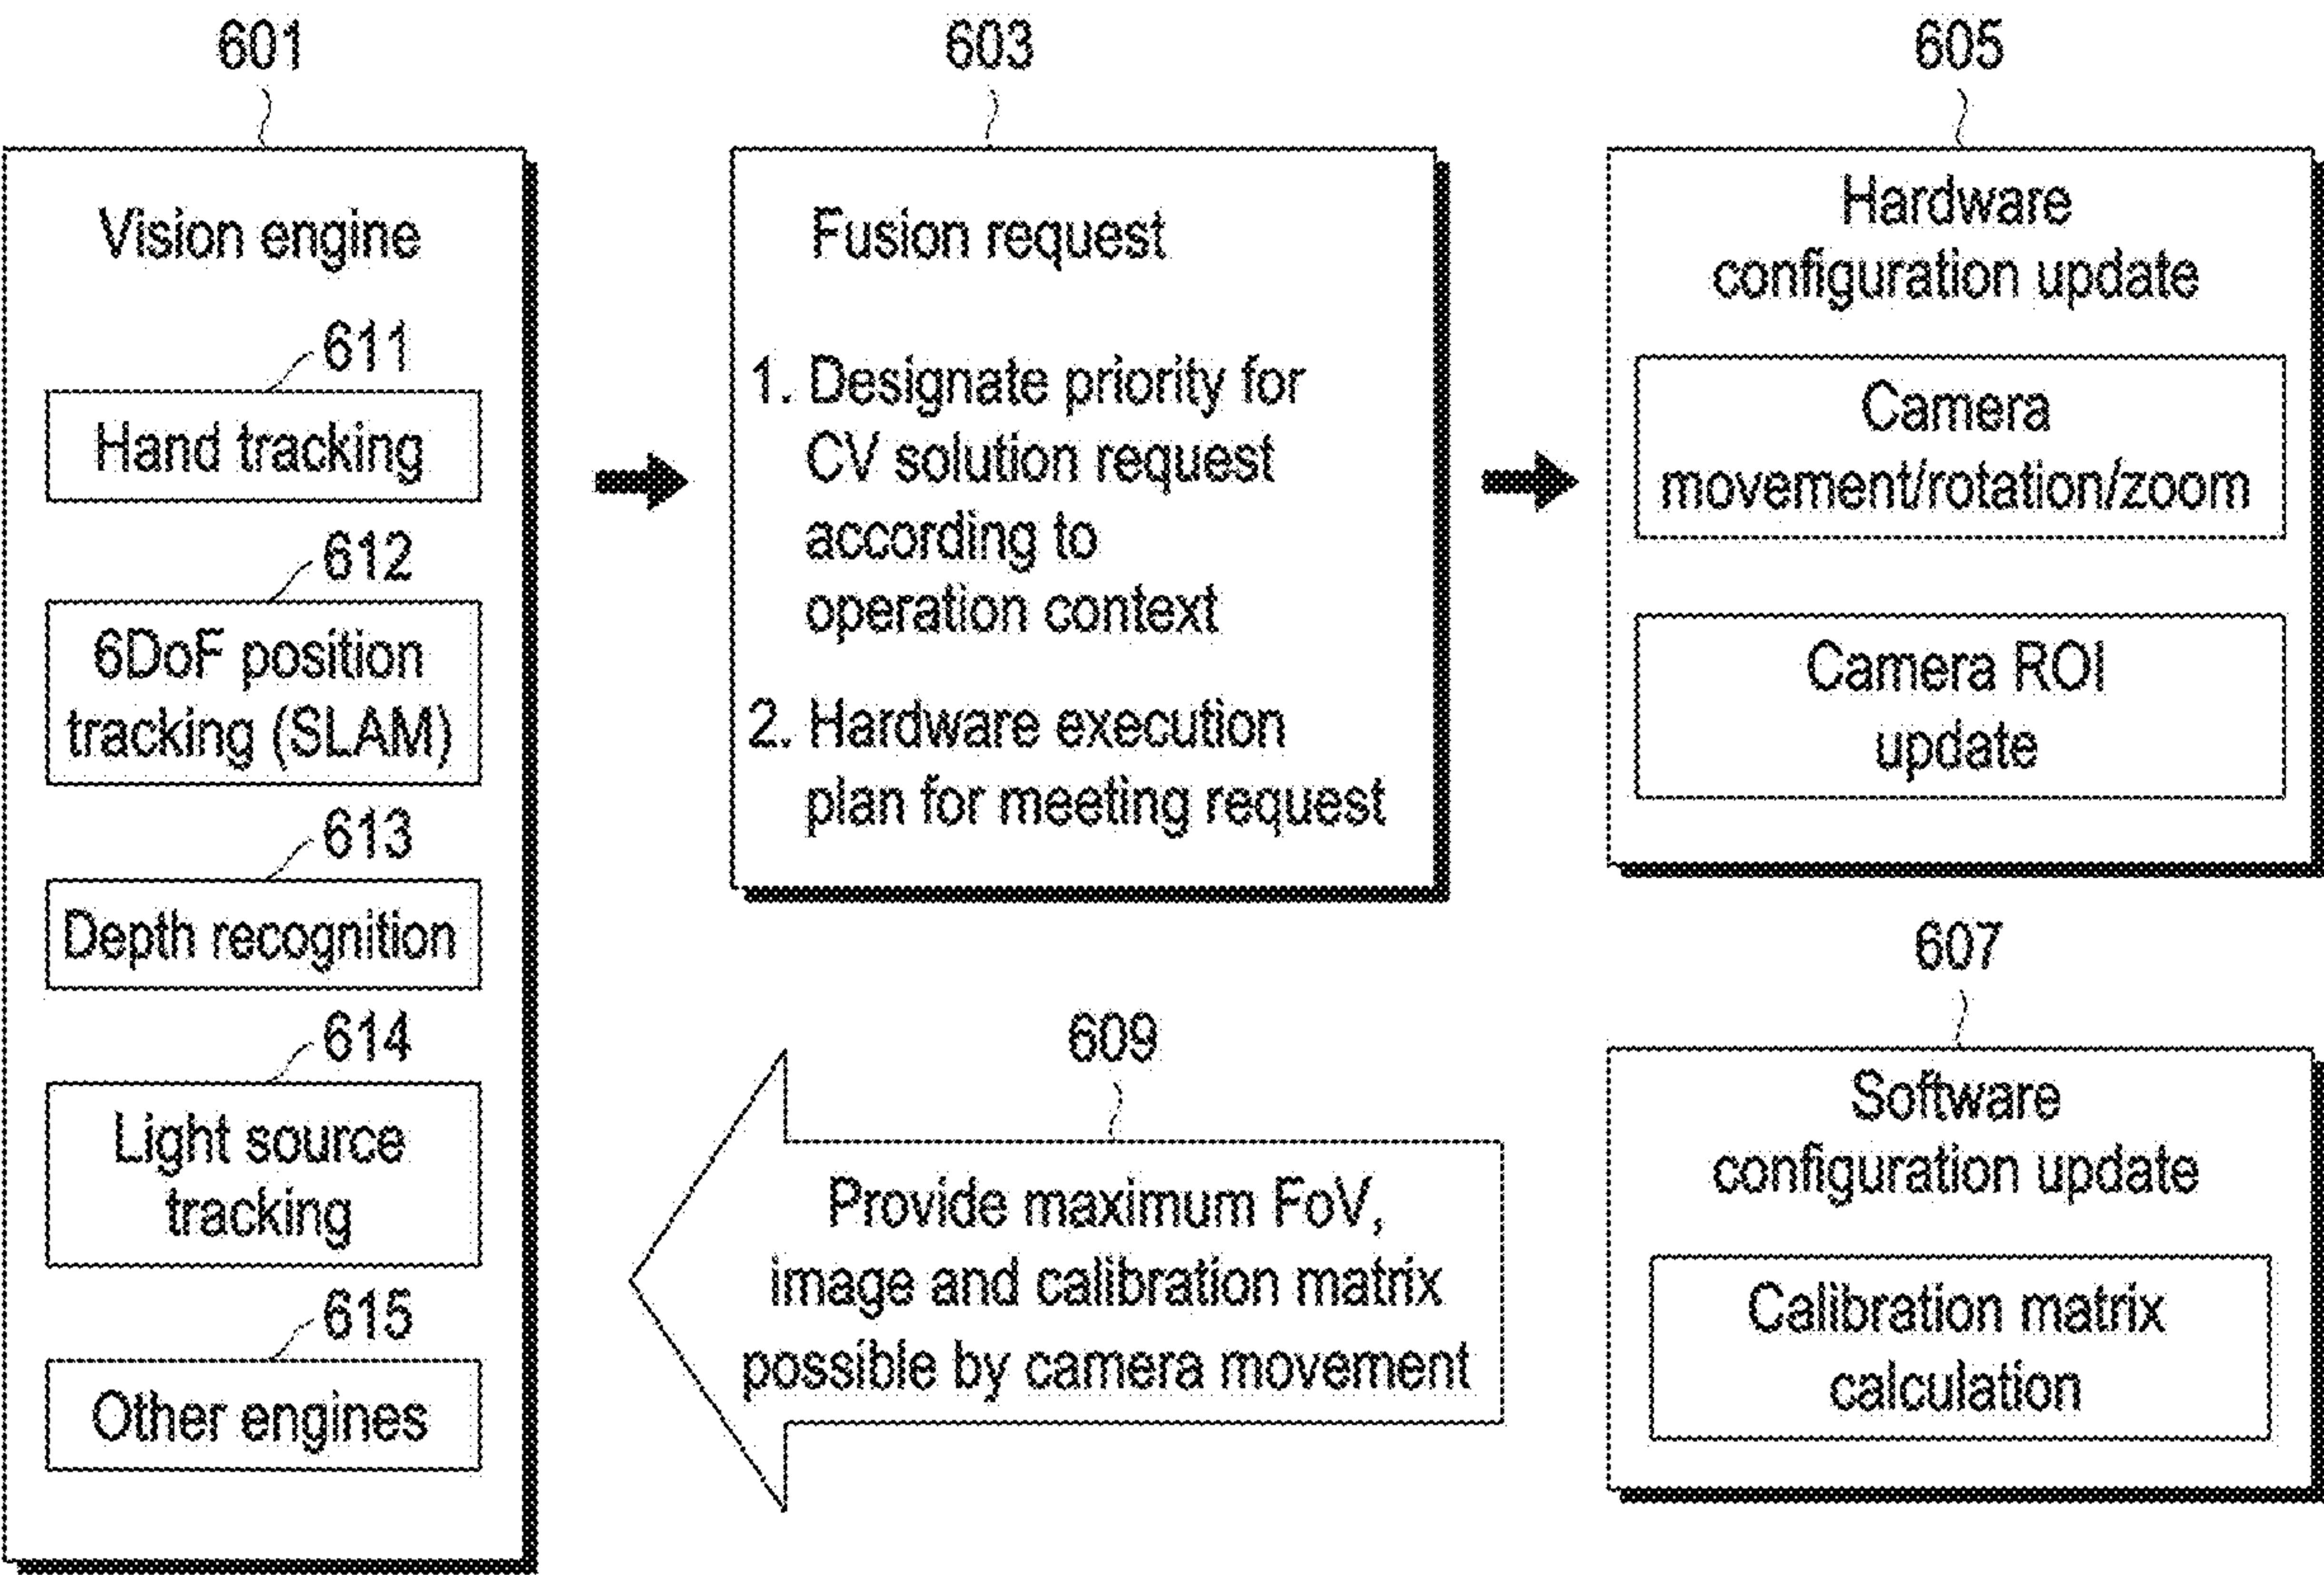 601
Vision engine
611
Hand tracking
612
6DoF position
tracking (SLAM)
613
Depth recognition
614
Light source
tracking
615
Other engines
603
Fusion request
1. Designate priority for
CV solution request
according to
operation context
2. Hardware execution
plan for meeting request
605
Hardware
configuration update
Camera
movement/rotation/zoom
Camera ROI
update
607
Software
configuration update
Calibration matrix
calculation
609
Provide maximum FoV,
image and calibration matrix
possible by camera movement